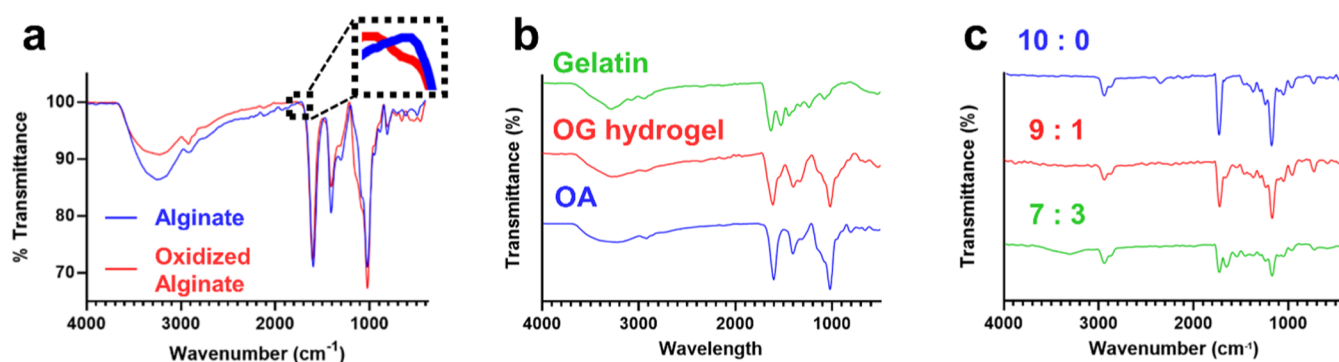 a
% Transmittance
100
90
80
70
Alginate
Oxidized
Alginate
4000
3000
2000
1000
Wavenumber (cm⁻¹)
b
Transmittance (%)
Gelatin
OG hydrogel
OA
4000
3000
2000
1000
Wavelength
c
Transmittance (%)
10 : 0
9 : 1
7 : 3
4000
3000
2000
1000
Wavenumber (cm⁻¹)